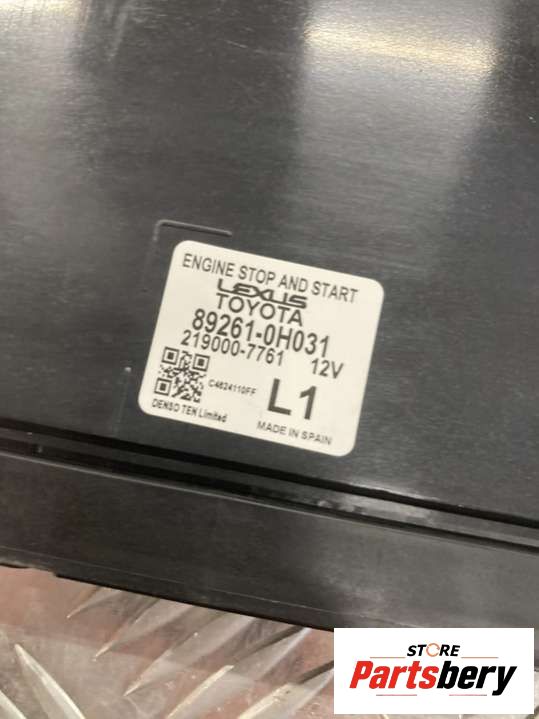 ENGINE STOP AND START
LEXUS
TOYOTA
89261-0H031
219000-7761 12V
C4624110FF
L1
DENSO TEN Limited
MADE IN SPAIN
STORE
Partsbery